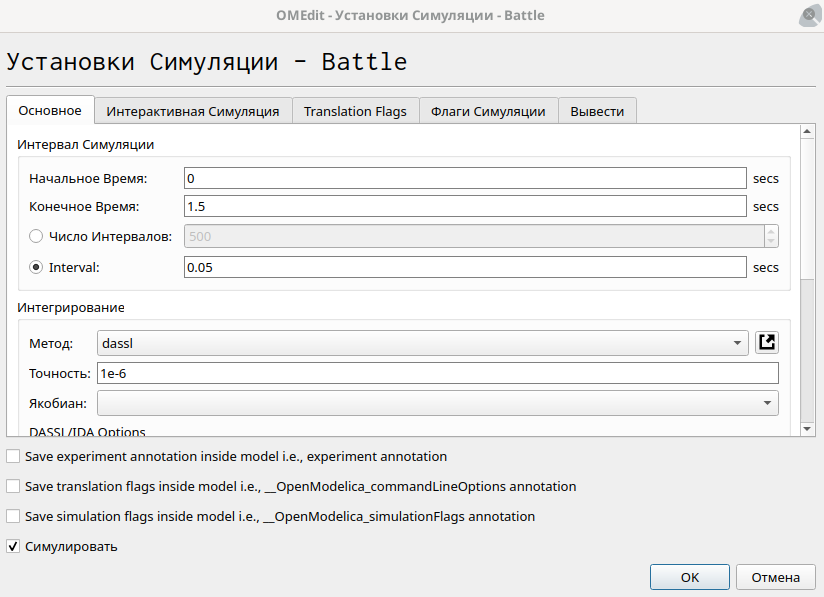 OMEdit - Установки Симуляции - Battle
Установки Симуляции - Battle
Основное Интерактивная Симуляция Translation Flags Флаги Симуляции Вывести
Интервал Симуляции
Начальное Время: 0 secs
Конечное Время: 1.5 secs
Число Интервалов: 500
Interval: 0.05 secs
Интегрирование
Метод: dassl
Точность: 1e-6
Якобиан:
DASSL/IDA Options
Save experiment annotation inside model i.e., experiment annotation
Save translation flags inside model i.e., __OpenModelica_commandLineOptions annotation
Save simulation flags inside model i.e., __OpenModelica_simulationFlags annotation
Симулировать
OK Отмена